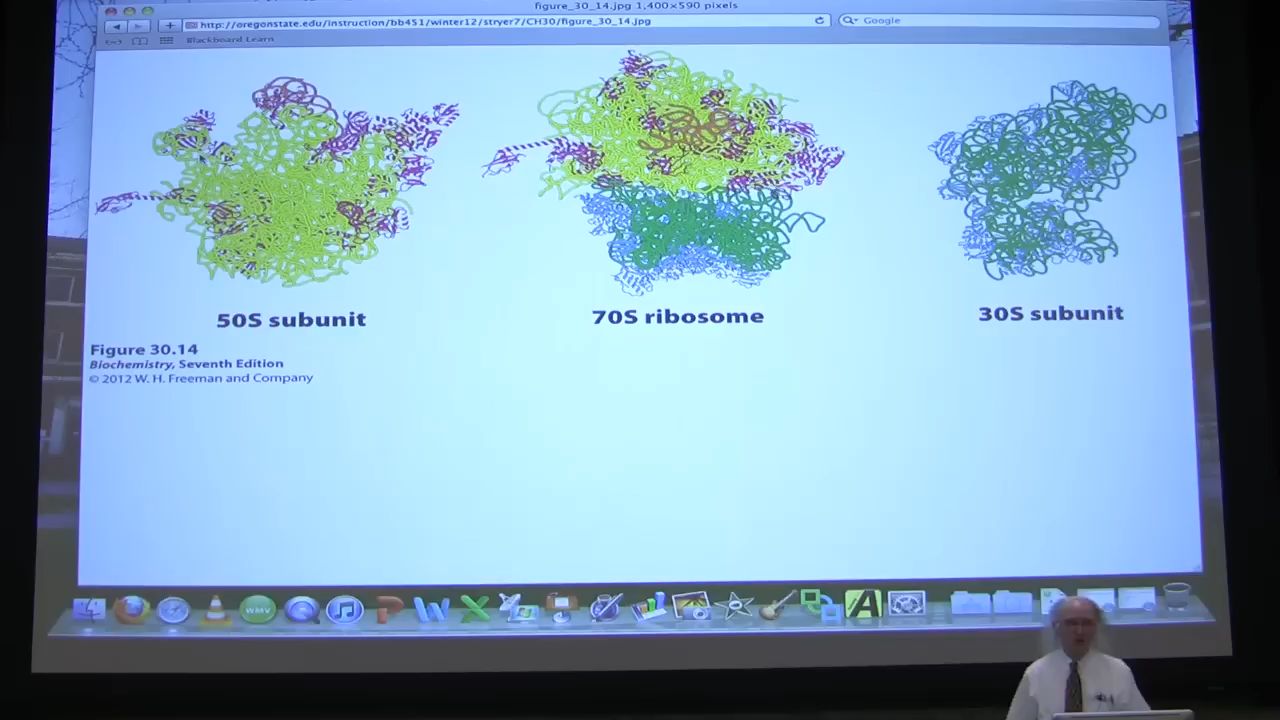 figure_30_14.jpg 1,400×590 pixels
http://oregonstate.edu/instruction/bb451/winter12/stryer7/CH30/figure_30_14.jpg
Google
Blackboard Learn
50S subunit
70S ribosome
30S subunit
Figure 30.14
Biochemistry, Seventh Edition
© 2012 W. H. Freeman and Company
WMV